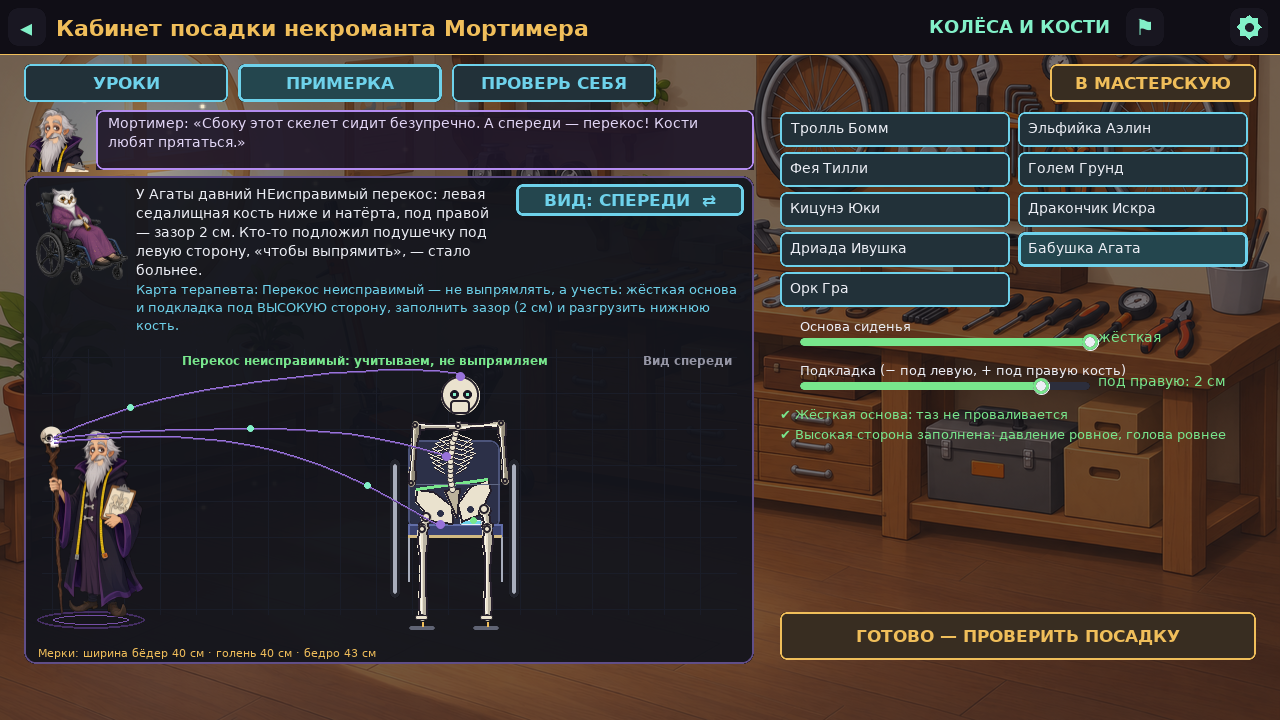 Кабинет посадки некроманта Мортимера
КОЛЁСА И КОСТИ
УРОКИ
ПРИМЕРКА
ПРОВЕРЬ СЕБЯ
В МАСТЕРСКУЮ
Мортимер: «Сбоку этот скелет сидит безупречно. А спереди — перекос! Кости
любят прятаться.»
У Агаты давний НЕисправимый перекос: левая
седалищная кость ниже и натёрта, под правой
— зазор 2 см. Кто-то подложил подушечку под
левую сторону, «чтобы выпрямить», — стало
больнее.
ВИД: СПЕРЕДИ ⇄
Карта терапевта: Перекос неисправимый — не выпрямлять, а учесть: жёсткая основа
и подкладка под ВЫСОКУЮ сторону, заполнить зазор (2 см) и разгрузить нижнюю
кость.
Перекос неисправимый: учитываем, не выпрямляем
Вид спереди
Мерки: ширина бёдер 40 см · голень 40 см · бедро 43 см
Тролль Бомм
Эльфийка Аэлин
Фея Тилли
Голем Грунд
Кицунэ Юки
Дракончик Искра
Дриада Ивушка
Бабушка Агата
Орк Гра
Основа сиденья
жёсткая
Подкладка (− под левую, + под правую кость)
под правую: 2 см
✔ Жёсткая основа: таз не проваливается
✔ Высокая сторона заполнена: давление ровное, голова ровнее
ГОТОВО — ПРОВЕРИТЬ ПОСАДКУ